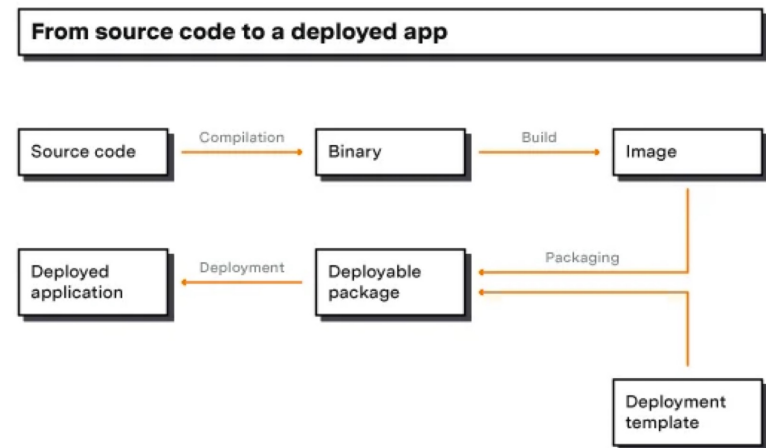 From source code to a deployed app
Source code
Compilation
Binary
Build
Image
Packaging
Deployed
application
Deployment
Deployable
package
Deployment
template